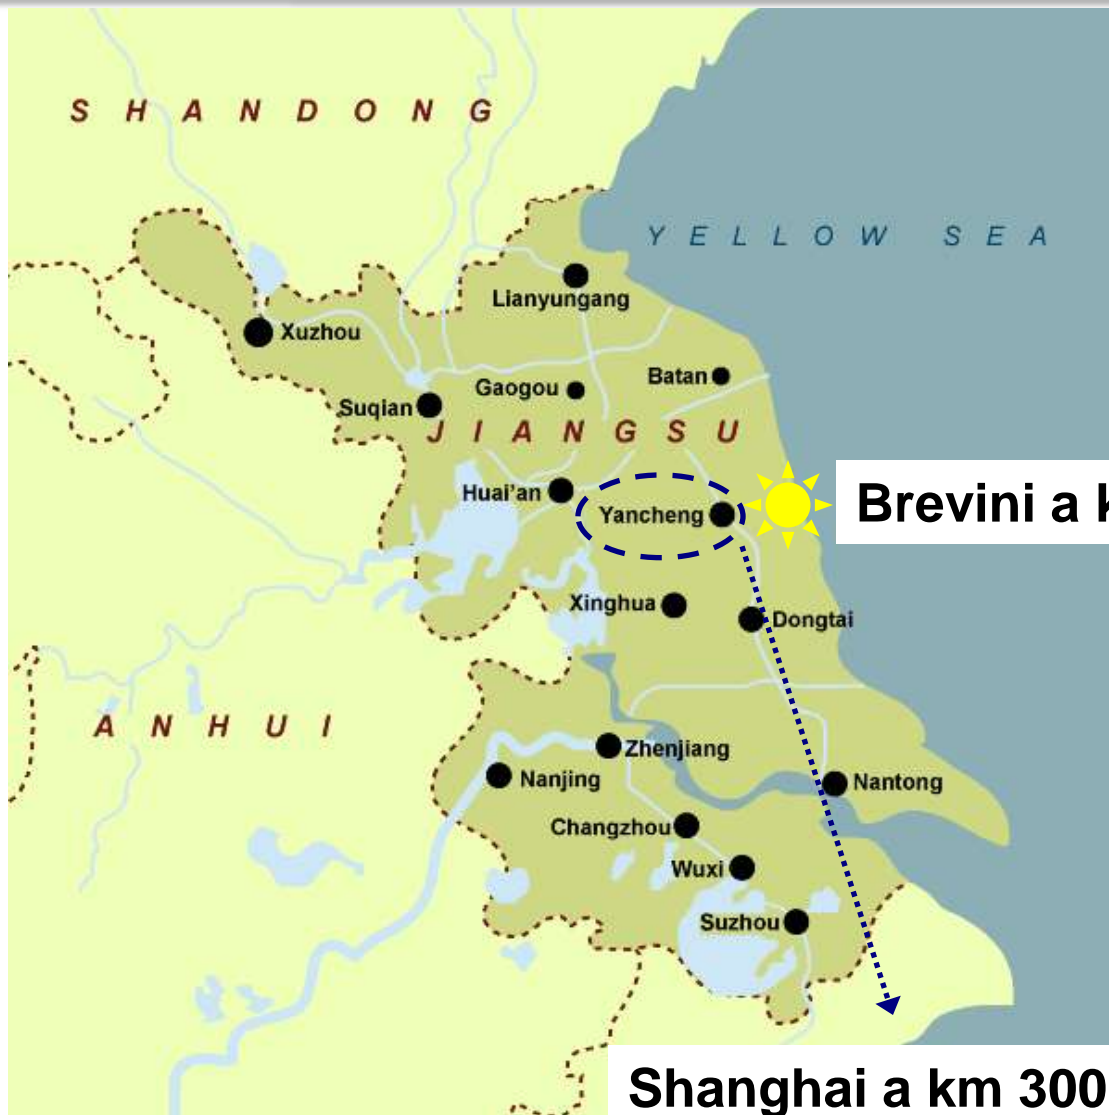 SHANDONG
YELLOW SEA
Lianyungang
Xuzhou
Batan
Gaogou
Suqian
JIANGSU
Huai'an
Brevini a k
Yancheng
Xinghua
Dongtai
ANHUI
Zhenjiang
Nanjing
Nantong
Changzhou
Wuxi
Suzhou
Shanghai a km 300